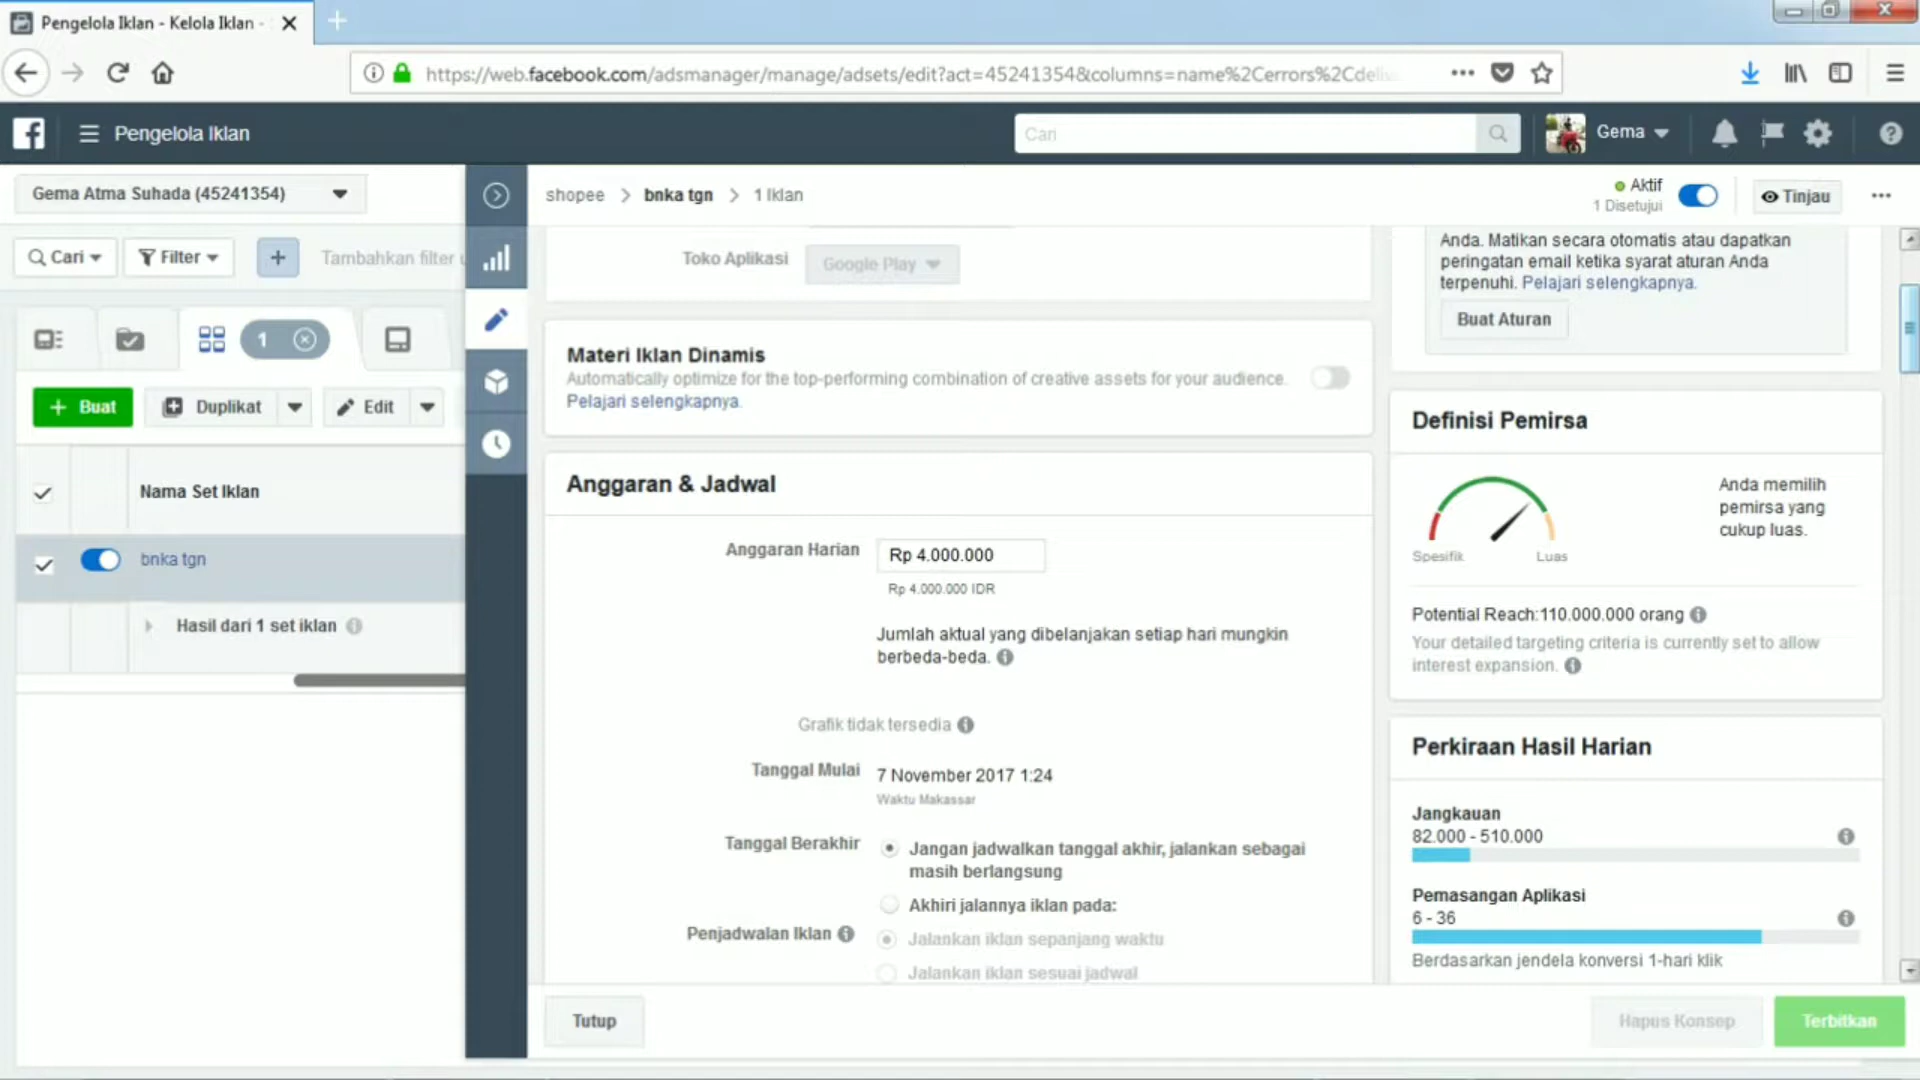 Pengelola Iklan - Kelola Iklan -
https://web.facebook.com/adsmanager/manage/adsets/edit?act=45241354&columns=name%2Cerrors%2Cdeli
Pengelola Iklan
Cari
Gema
Gema Atma Suhada (45241354)
shopee > bnka tgn > 1 Iklan
Aktif
1 Disetujui
Tinjau
Cari
Filter
Tambahkan filter
1
+ Buat
Duplikat
Edit
Nama Set Iklan
bnka tgn
Hasil dari 1 set iklan
Toko Aplikasi
Google Play
Materi Iklan Dinamis
Automatically optimize for the top-performing combination of creative assets for your audience.
Pelajari selengkapnya.
Anggaran & Jadwal
Anggaran Harian
Rp 4.000.000
Rp 4.000.000 IDR
Jumlah aktual yang dibelanjakan setiap hari mungkin
berbeda-beda.
Grafik tidak tersedia
Tanggal Mulai
7 November 2017 1:24
Waktu Makassar
Tanggal Berakhir
Jangan jadwalkan tanggal akhir, jalankan sebagai
masih berlangsung
Akhiri jalannya iklan pada:
Penjadwalan Iklan
Jalankan iklan sepanjang waktu
Jalankan iklan sesuai jadwal
Anda. Matikan secara otomatis atau dapatkan
peringatan email ketika syarat aturan Anda
terpenuhi. Pelajari selengkapnya.
Buat Aturan
Definisi Pemirsa
Spesifik
Luas
Anda memilih
pemirsa yang
cukup luas.
Potential Reach:110.000.000 orang
Your detailed targeting criteria is currently set to allow
interest expansion.
Perkiraan Hasil Harian
Jangkauan
82.000 - 510.000
Pemasangan Aplikasi
6 - 36
Berdasarkan jendela konversi 1-hari klik
Tutup
Hapus Konsep
Terbitkan